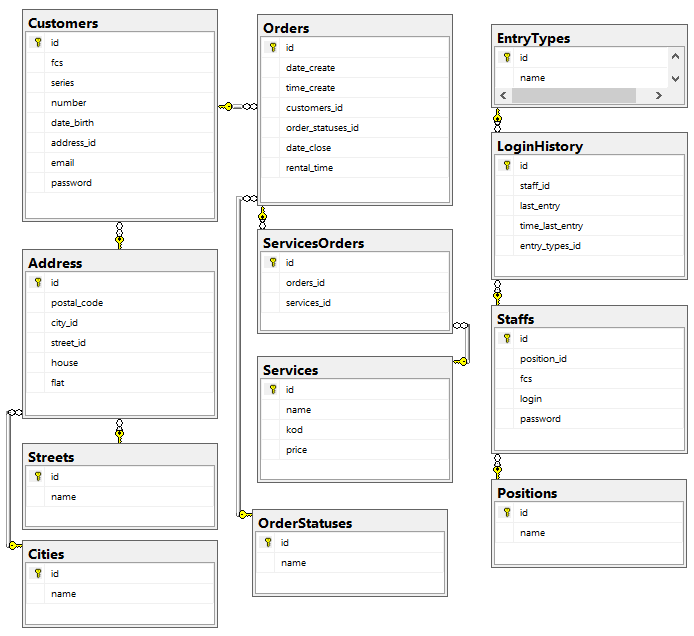 Customers
id
fcs
series
number
date_birth
address_id
email
password
Address
id
postal_code
city_id
street_id
house
flat
Streets
id
name
Cities
id
name
Orders
id
date_create
time_create
customers_id
order_statuses_id
date_close
rental_time
ServicesOrders
id
orders_id
services_id
Services
id
name
kod
price
OrderStatuses
id
name
EntryTypes
id
name
LoginHistory
id
staff_id
last_entry
time_last_entry
entry_types_id
Staffs
id
position_id
fcs
login
password
Positions
id
name